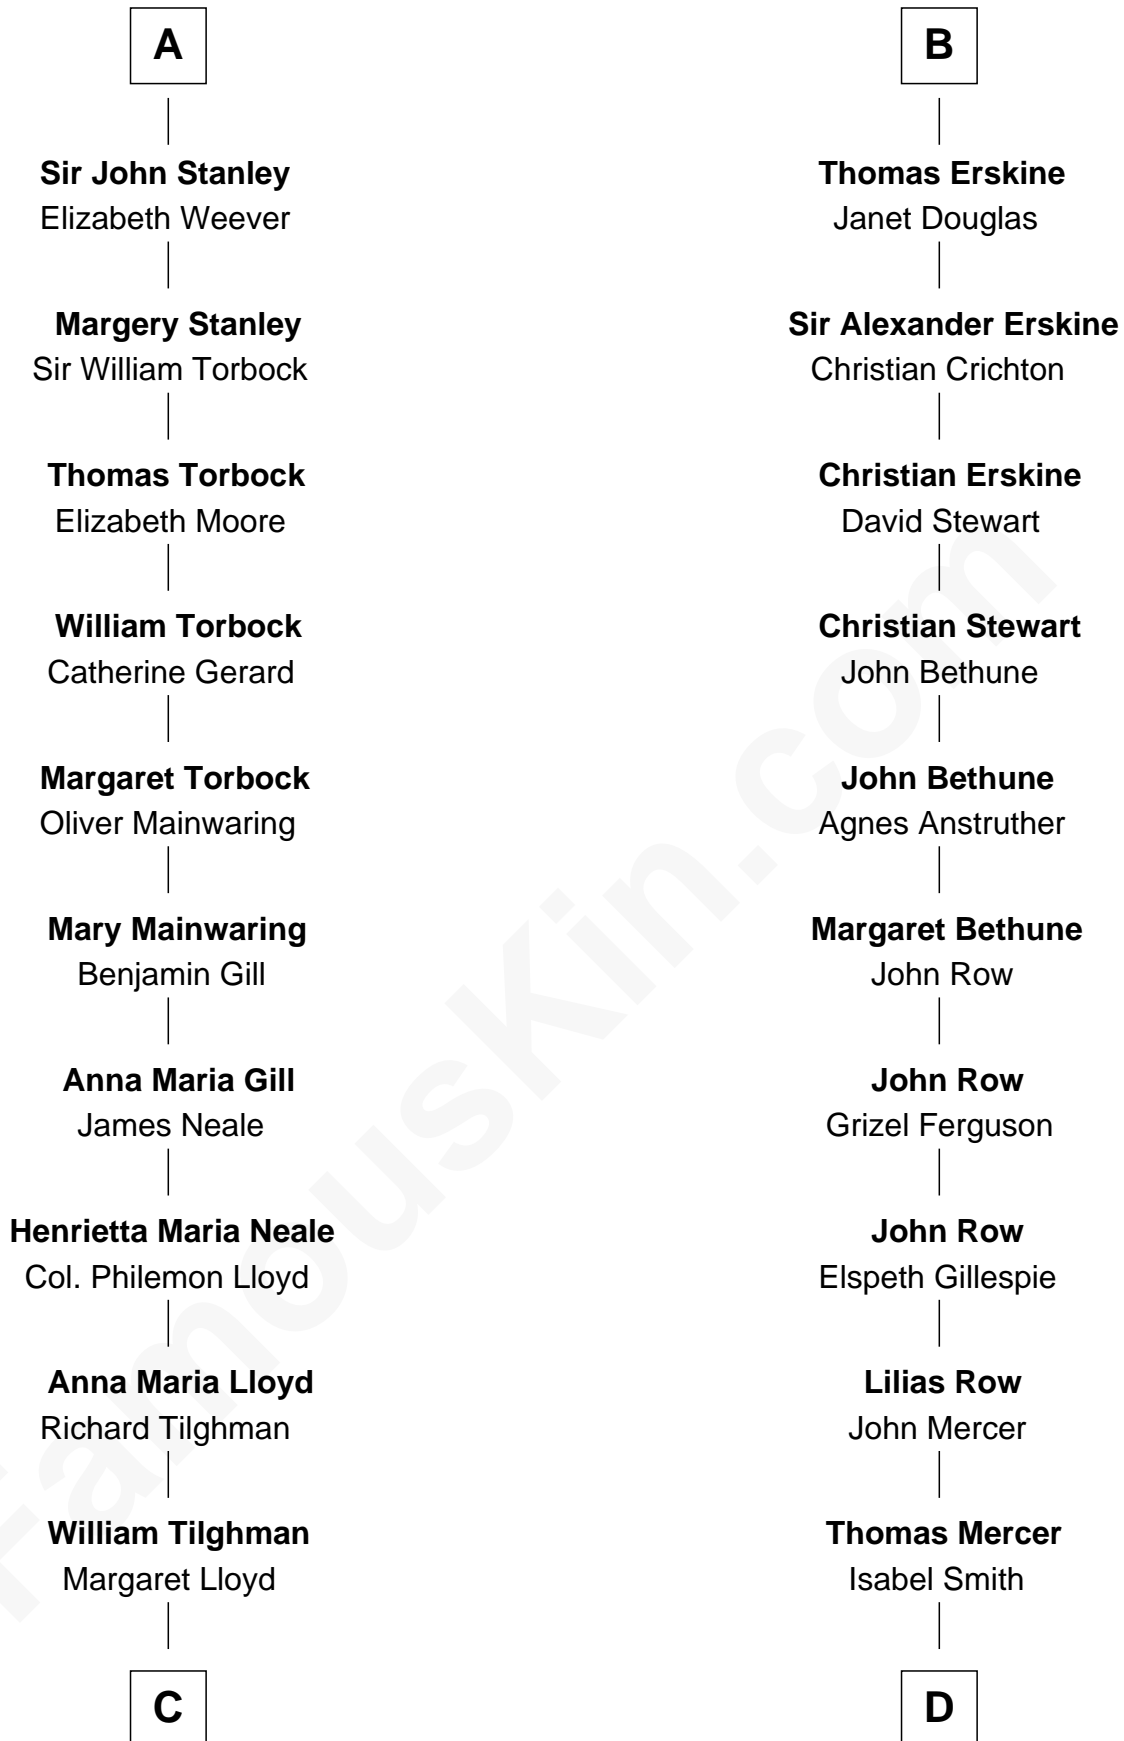 A
Sir John Stanley
Elizabeth Weever
Margery Stanley
Sir William Torbock
Thomas Torbock
Elizabeth Moore
William Torbock
Catherine Gerard
Margaret Torbock
Oliver Mainwaring
Mary Mainwaring
Benjamin Gill
Anna Maria Gill
James Neale
Henrietta Maria Neale
Col. Philemon Lloyd
Anna Maria Lloyd
Richard Tilghman
William Tilghman
Margaret Lloyd
C
B
Thomas Erskine
Janet Douglas
Sir Alexander Erskine
Christian Crichton
Christian Erskine
David Stewart
Christian Stewart
John Bethune
John Bethune
Agnes Anstruther
Margaret Bethune
John Row
John Row
Grizel Ferguson
John Row
Elspeth Gillespie
Lilias Row
John Mercer
Thomas Mercer
Isabel Smith
D
FamousKin.com